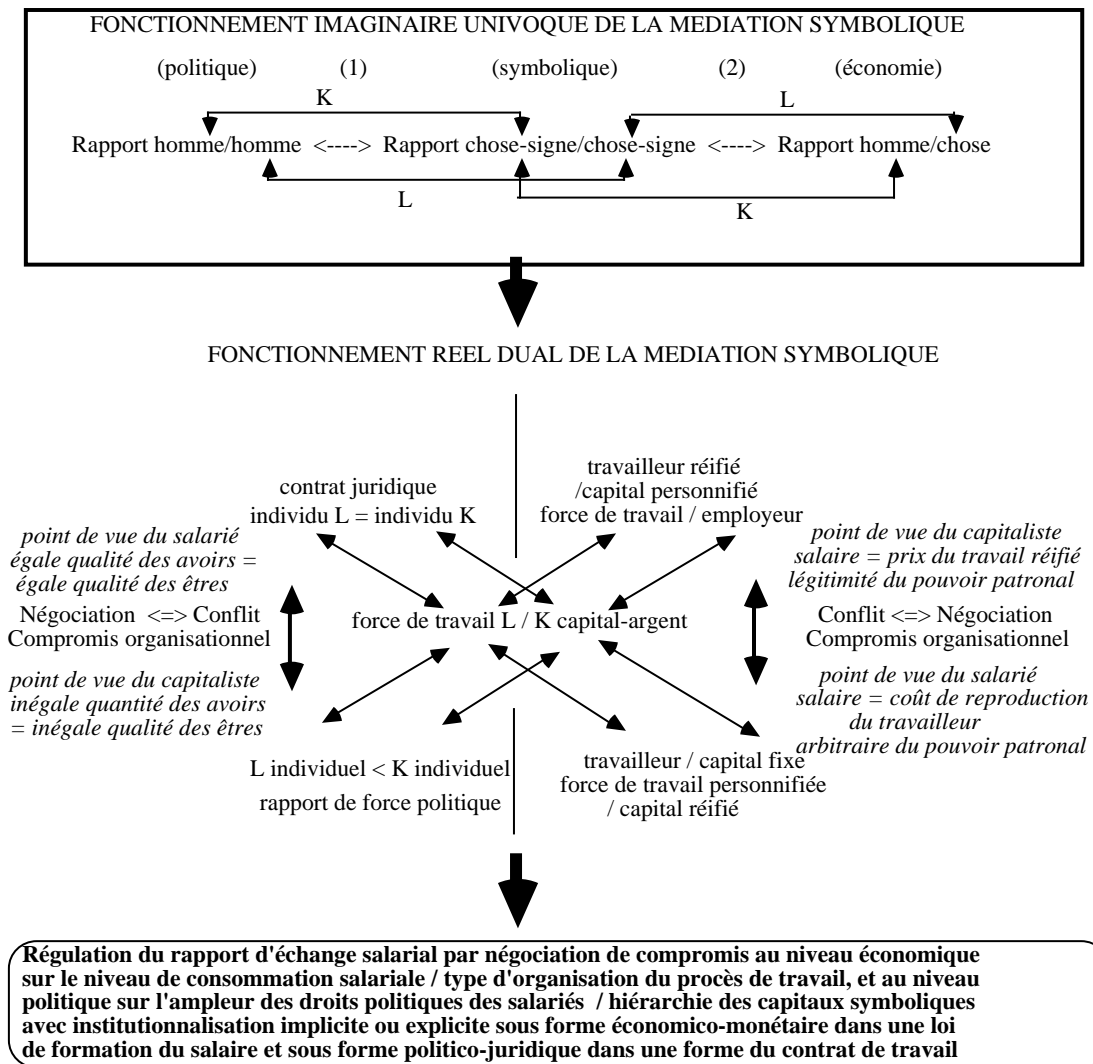 FONCTIONNEMENT IMAGINAIRE UNIVOQUE DE LA MEDIATION SYMBOLIQUE
(politique) (1) (symbolique) (2) (économie)
K L
Rapport homme/homme <----> Rapport chose-signe/chose-signe <----> Rapport homme/chose
L K
FONCTIONNEMENT REEL DUAL DE LA MEDIATION SYMBOLIQUE
contrat juridique
individu L = individu K
travailleur réifié
/capital personnifié
force de travail / employeur
point de vue du salarié
égale qualité des avoirs =
égale qualité des êtres
point de vue du capitaliste
salaire = prix du travail réifié
légitimité du pouvoir patronal
Négociation <=> Conflit
Compromis organisationnel
force de travail L / K capital-argent
Conflit <=> Négociation
Compromis organisationnel
point de vue du capitaliste
inégale quantité des avoirs
= inégale qualité des êtres
point de vue du salarié
salaire = coût de reproduction
du travailleur
arbitraire du pouvoir patronal
L individuel < K individuel
rapport de force politique
travailleur / capital fixe
force de travail personnifiée
/ capital réifié
Régulation du rapport d'échange salarial par négociation de compromis au niveau économique
sur le niveau de consommation salariale / type d'organisation du procès de travail, et au niveau
politique sur l'ampleur des droits politiques des salariés / hiérarchie des capitaux symboliques
avec institutionnalisation implicite ou explicite sous forme économico-monétaire dans une loi
de formation du salaire et sous forme politico-juridique dans une forme du contrat de travail